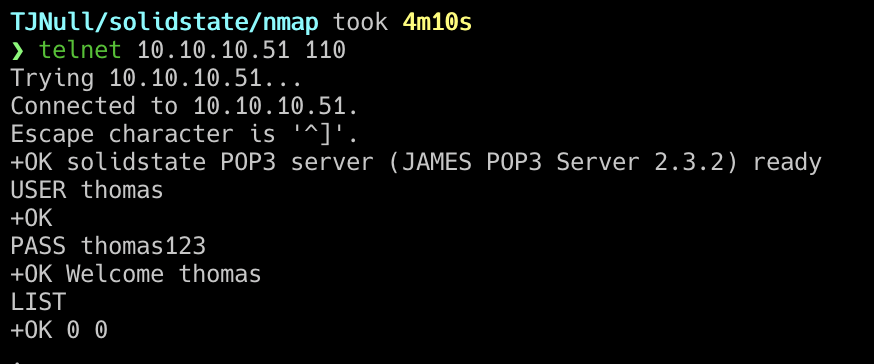 TJNull/solidstate/nmap took 4m10s
❯ telnet 10.10.10.51 110
Trying 10.10.10.51...
Connected to 10.10.10.51.
Escape character is '^]'.
+OK solidstate POP3 server (JAMES POP3 Server 2.3.2) ready
USER thomas
+OK
PASS thomas123
+OK Welcome thomas
LIST
+OK 0 0
.